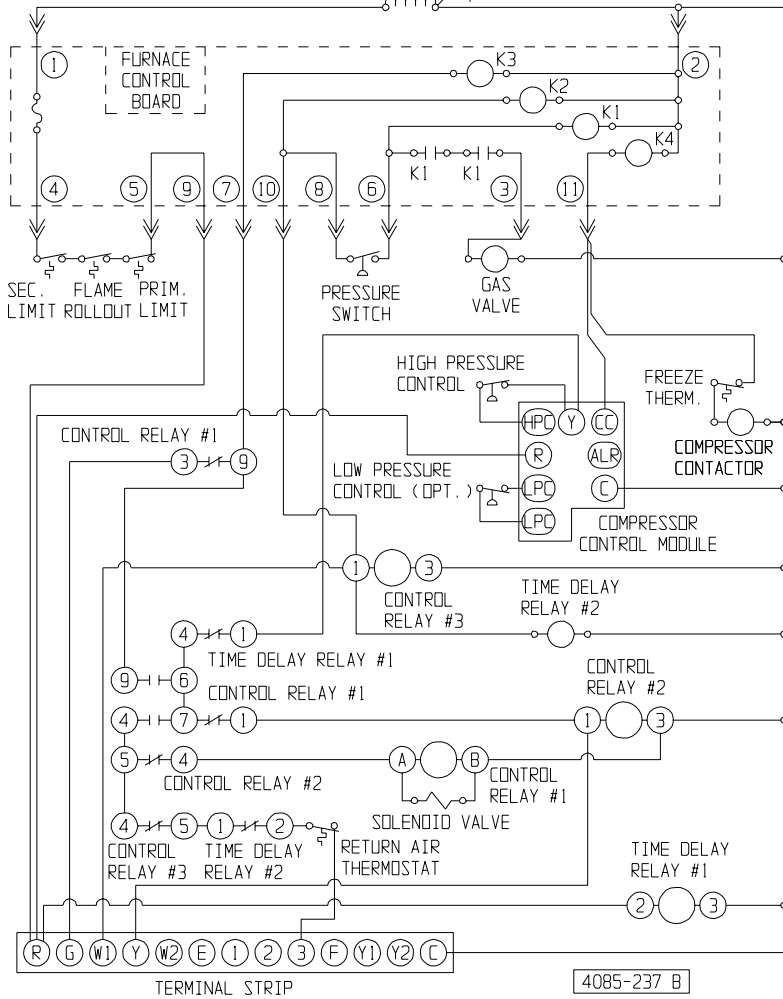 FURNACE
CONTROL
BOARD
1
2
K3
K2
K1
K4
K1 K1
4 5 9 7 10 8 6 3 11
SEC. LIMIT
FLAME ROLLOUT
PRIM. LIMIT
PRESSURE
SWITCH
GAS
VALVE
HIGH PRESSURE
CONTROL
FREEZE
THERM.
HPC Y CC
R ALR
LPC C
LPC
COMPRESSOR
CONTACTOR
CONTROL RELAY #1
3 9
LOW PRESSURE
CONTROL (OPT.)
COMPRESSOR
CONTROL MODULE
1 3
CONTROL
RELAY #3
TIME DELAY
RELAY #2
4 1
TIME DELAY RELAY #1
9 6
CONTROL RELAY #1
CONTROL
RELAY #2
4 7 1
1 3
5 4
CONTROL RELAY #2
A B
CONTROL
RELAY #1
SOLENOID VALVE
4 5 1 2
CONTROL
RELAY #3
TIME DELAY
RELAY #2
RETURN AIR
THERMOSTAT
TIME DELAY
RELAY #1
2 3
R G W1 Y W2 E 1 2 3 F Y1 Y2 C
TERMINAL STRIP
4085-237 B